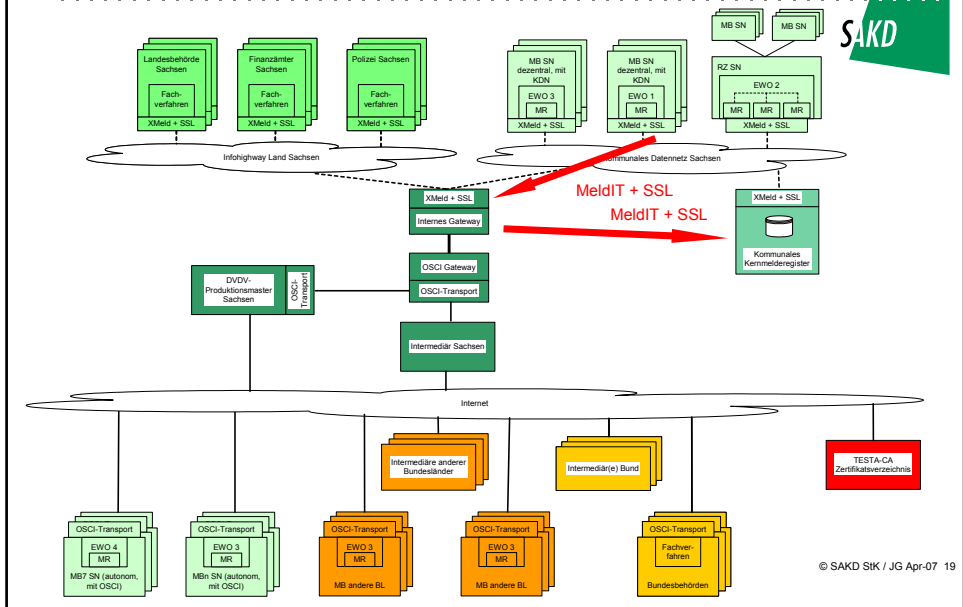 MB SN
MB SN
SAKD
Landesbehörde
Sachsen
Fach-
verfahren
XMeld + SSL
Finanzämter
Sachsen
Fach-
verfahren
XMeld + SSL
Polizei Sachsen
Fach-
verfahren
XMeld + SSL
MB SN
dezentral, mit
KDN
EWO 3
MR
XMeld + SSL
MB SN
dezentral, mit
KDN
EWO 1
MR
XMeld + SSL
RZ SN
EWO 2
MR
MR
MR
XMeld + SSL
Infohighway Land Sachsen
ommunales Datennetz Sachsen
MeldIT + SSL
MeldIT + SSL
XMeld + SSL
Internes Gateway
XMeld + SSL
Kommunales
Kernmelderegister
OSCI Gateway
OSCI-Transport
DVDV-
Produktionsmaster
Sachsen
OSCI-
Transport
Intermediär Sachsen
Internet
Intermediäre anderer
Bundesländer
Intermediär(e) Bund
TESTA-CA
Zertifikatsverzeichnis
OSCI-Transport
EWO 4
MR
MB7 SN (autonom,
mit OSCI)
OSCI-Transport
EWO 3
MR
MBn SN (autonom,
mit OSCI)
OSCI-Transport
EWO 3
MR
MB andere BL
OSCI-Transport
EWO 3
MR
MB andere BL
OSCI-Transport
Fachver-
fahren
Bundesbehörden
© SAKD StK / JG Apr-07 19